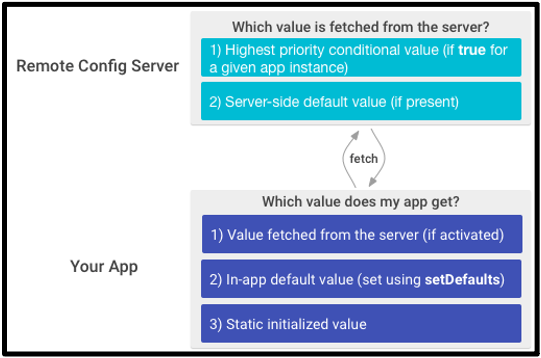 Which value is fetched from the server?
Remote Config Server
1) Highest priority conditional value (if true for
a given app instance)
2) Server-side default value (if present)
fetch
Which value does my app get?
Your App
1) Value fetched from the server (if activated)
2) In-app default value (set using setDefaults)
3) Static initialized value